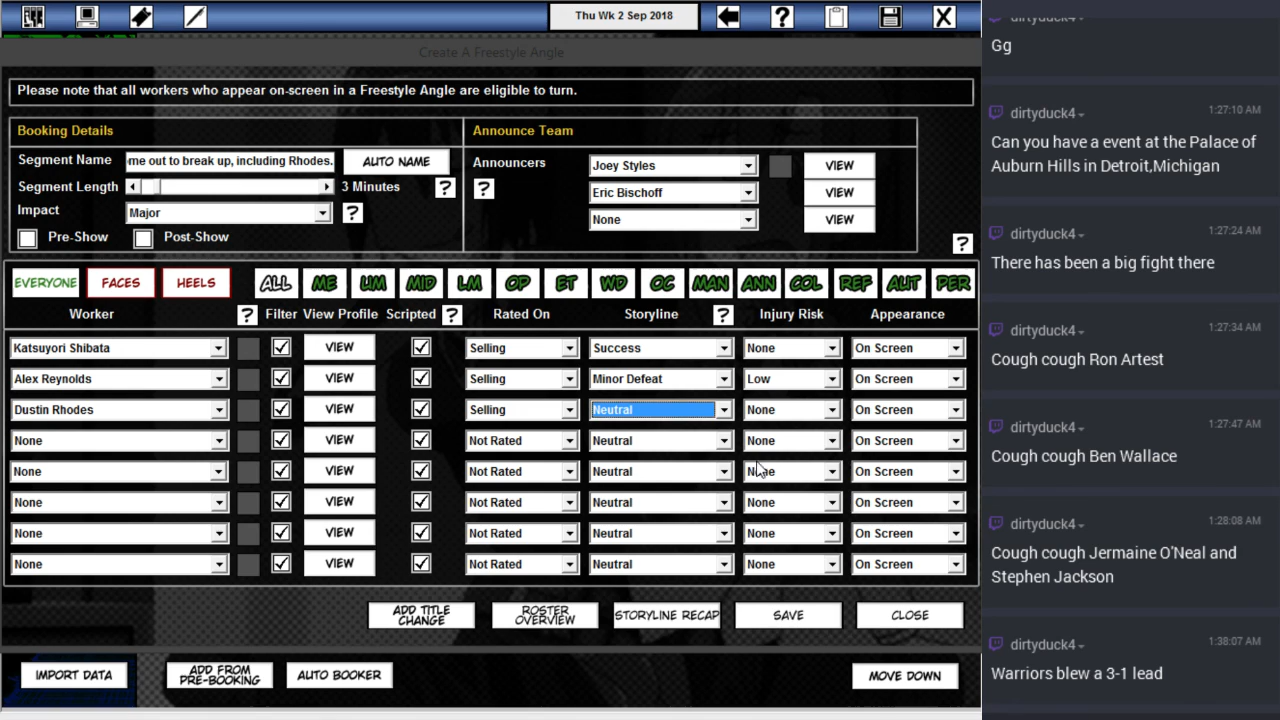 Thu Wk 2 Sep 2018
?
X
Create A Freestyle Angle
Please note that all workers who appear on-screen in a Freestyle Angle are eligible to turn.
Booking Details
Segment Name me out to break up, including Rhodes. AUTO NAME
Segment Length 3 Minutes ?
Impact Major ?
Pre-Show Post-Show
Announce Team
Announcers Joey Styles VIEW
? Eric Bischoff VIEW
None VIEW
?
EVERYONE FACES HEELS ALL ME UM MID LM OP ET WD OC MAN ANN COL REF AUT PER
Worker ? Filter View Profile Scripted ? Rated On Storyline ? Injury Risk Appearance
Katsuyori Shibata VIEW Selling Success None On Screen
Alex Reynolds VIEW Selling Minor Defeat Low On Screen
Dustin Rhodes VIEW Selling Neutral None On Screen
None VIEW Not Rated Neutral None On Screen
None VIEW Not Rated Neutral None On Screen
None VIEW Not Rated Neutral None On Screen
None VIEW Not Rated Neutral None On Screen
None VIEW Not Rated Neutral None On Screen
ADD TITLE
CHANGE
ROSTER
OVERVIEW
STORYLINE RECAP
SAVE
CLOSE
IMPORT DATA
ADD FROM
PRE-BOOKING
AUTO BOOKER
MOVE DOWN
dirtyduck4
Gg
dirtyduck4 1:27:10 AM
Can you have a event at the Palace of
Auburn Hills in Detroit,Michigan
dirtyduck4 1:27:24 AM
There has been a big fight there
dirtyduck4 1:27:34 AM
Cough cough Ron Artest
dirtyduck4 1:27:47 AM
Cough cough Ben Wallace
dirtyduck4 1:28:08 AM
Cough cough Jermaine O'Neal and
Stephen Jackson
dirtyduck4 1:38:07 AM
Warriors blew a 3-1 lead